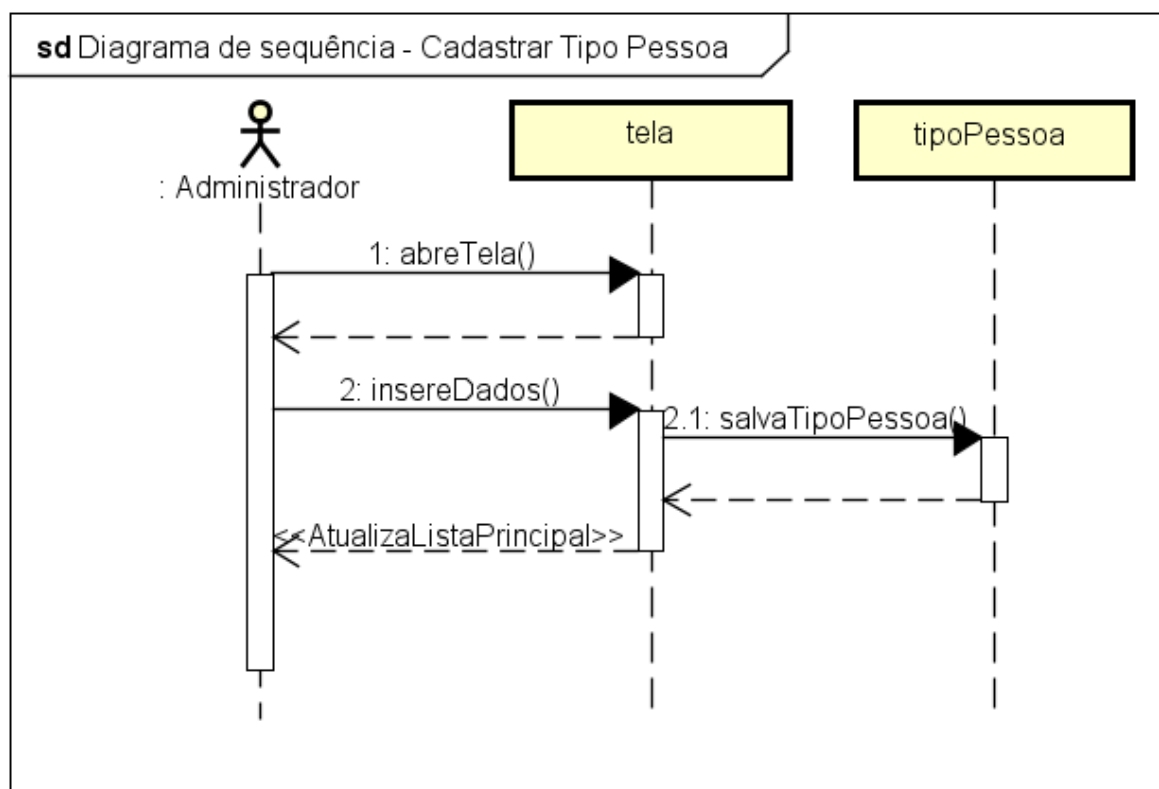 sd Diagrama de sequência - Cadastrar Tipo Pessoa
: Administrador
tela
tipoPessoa
1: abreTela()
2: insereDados()
2.1: salvaTipoPessoa()
<<AtualizaListaPrincipal>>